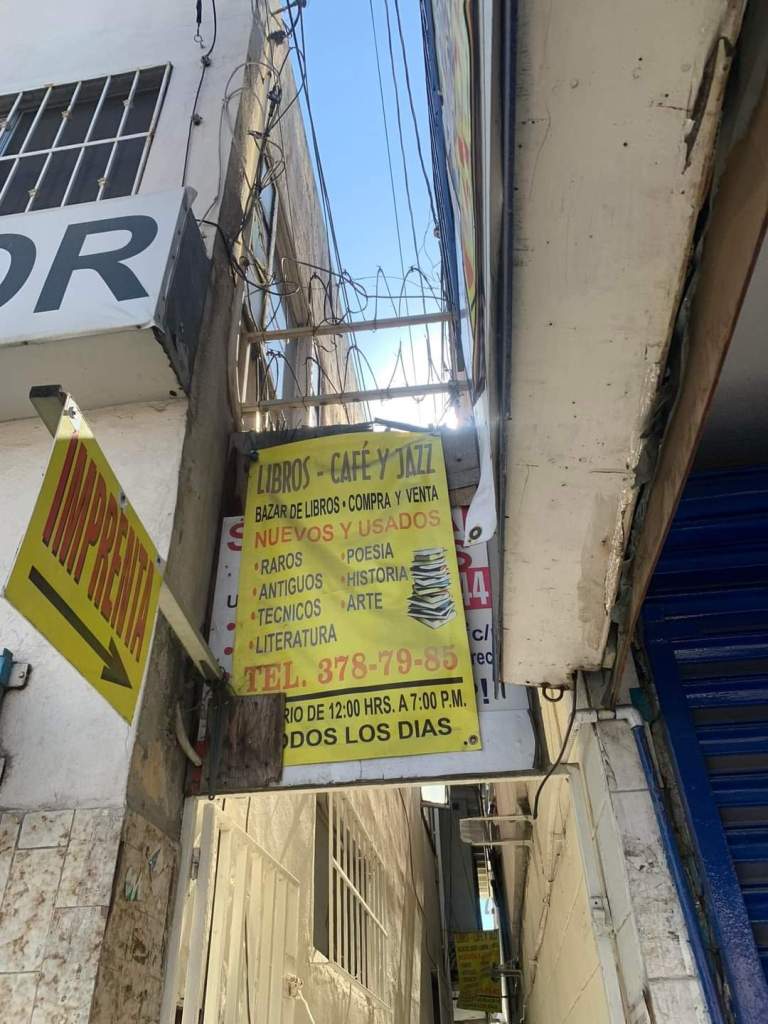 OR
IMPRENTA
LIBROS - CAFÉ Y JAZZ
BAZAR DE LIBROS • COMPRA Y VENTA
NUEVOS Y USADOS
• RAROS
• ANTIGUOS
• TECNICOS
• LITERATURA
• POESIA
• HISTORIA
• ARTE
TEL. 378-79-85
RIO DE 12:00 HRS. A 7:00 P.M.
ODOS LOS DIAS
44
c/